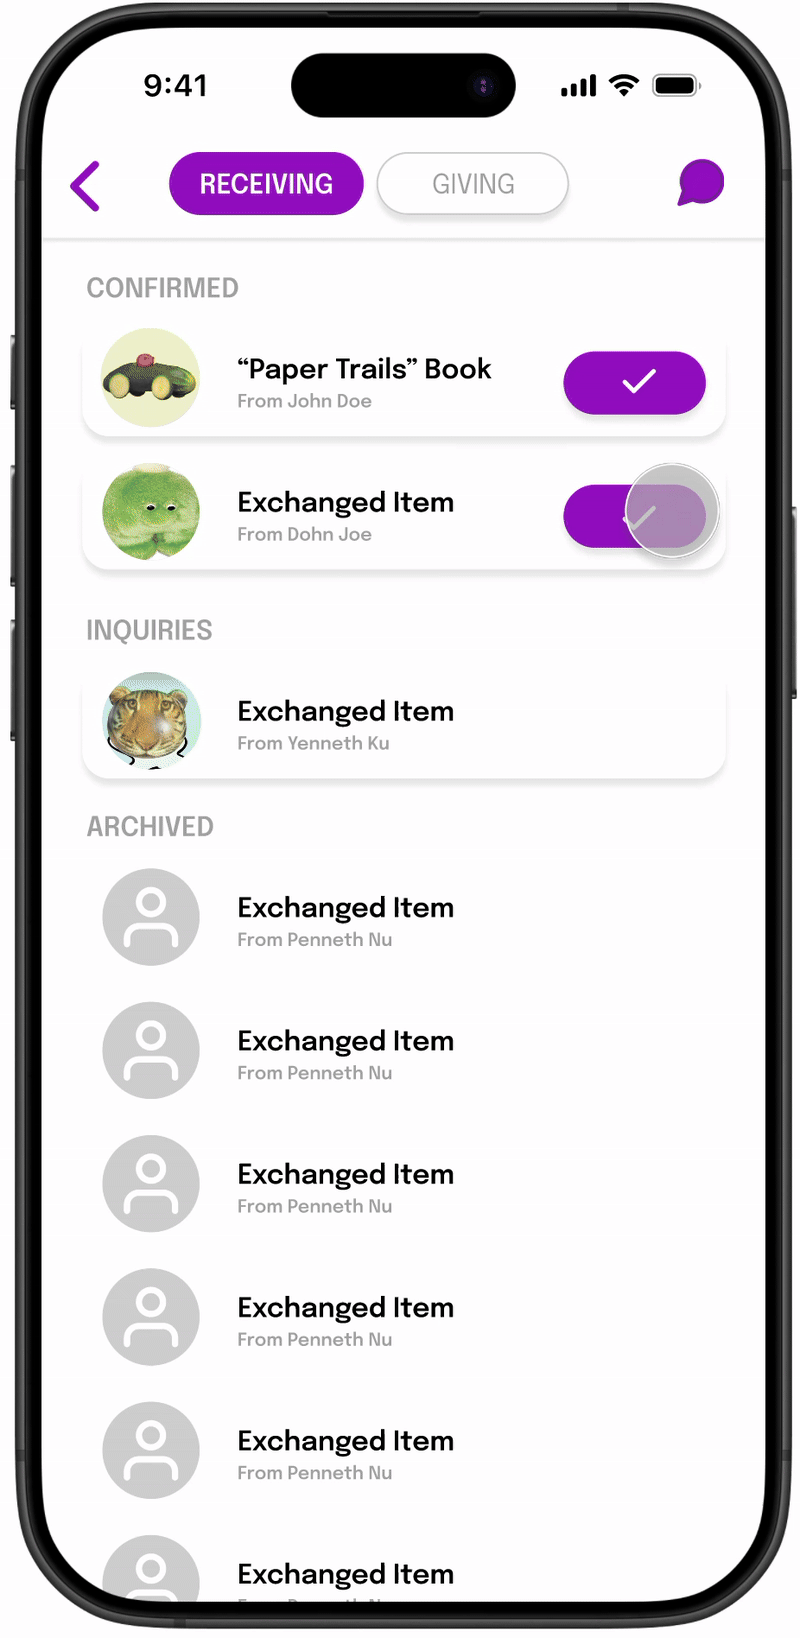 9:41
RECEIVING
GIVING
CONFIRMED
“Paper Trails” Book
From John Doe
Exchanged Item
From Dohn Joe
INQUIRIES
Exchanged Item
From Yenneth Ku
ARCHIVED
Exchanged Item
From Penneth Nu
Exchanged Item
From Penneth Nu
Exchanged Item
From Penneth Nu
Exchanged Item
From Penneth Nu
Exchanged Item
From Penneth Nu
Exchanged Item